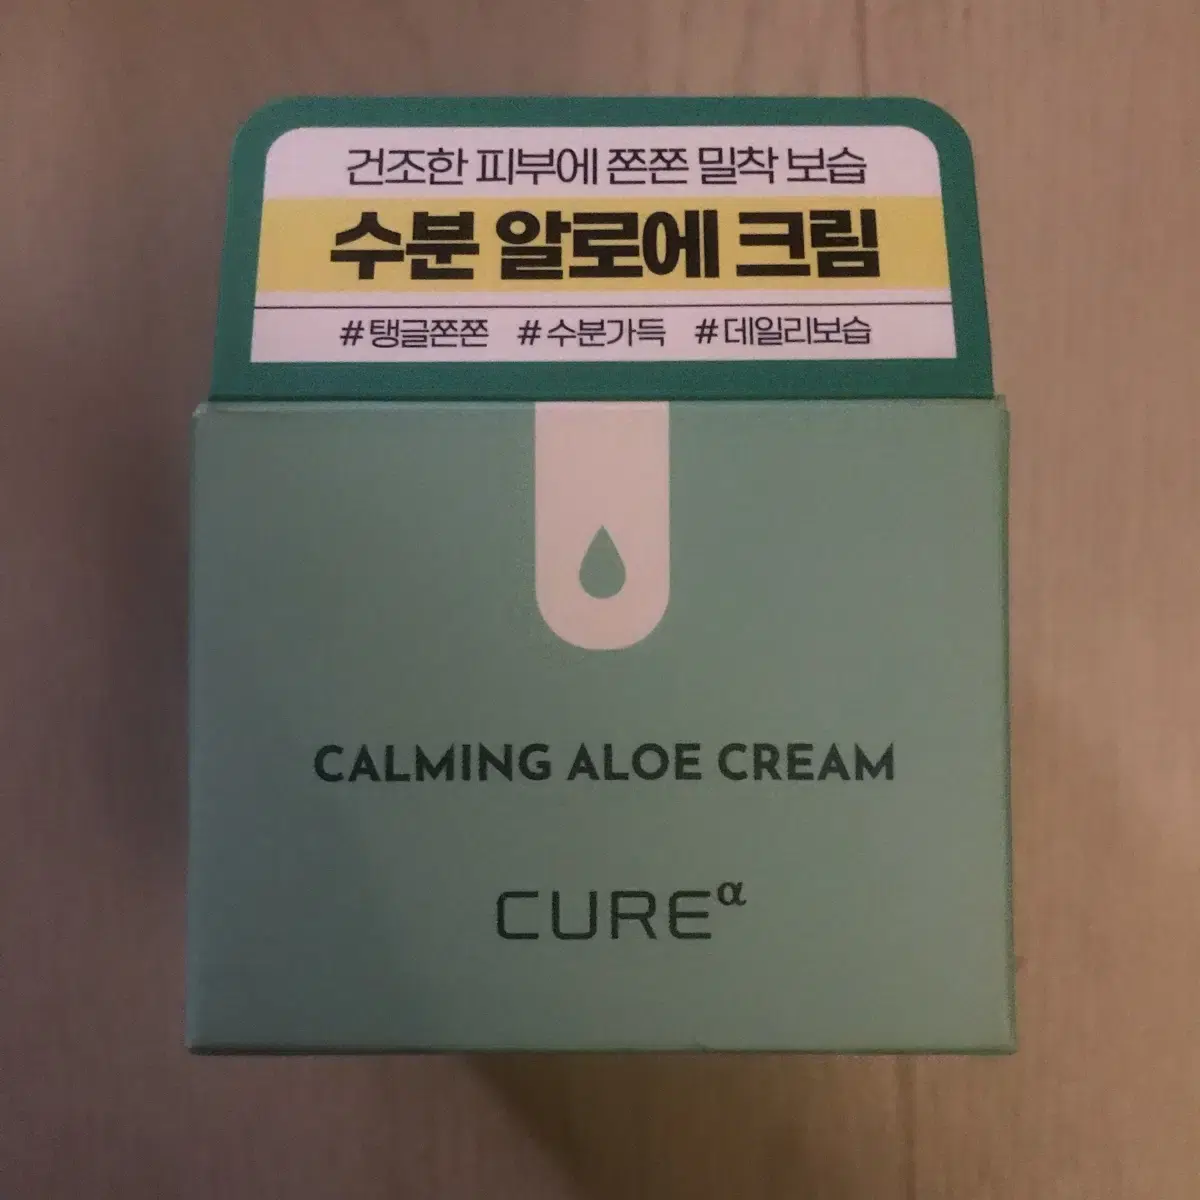 건조한 피부에 쫀쫀 밀착 보습
수분 알로에 크림
#탱글쫀쫀 #수분가득 #데일리보습
CALMING ALOE CREAM
CUREα